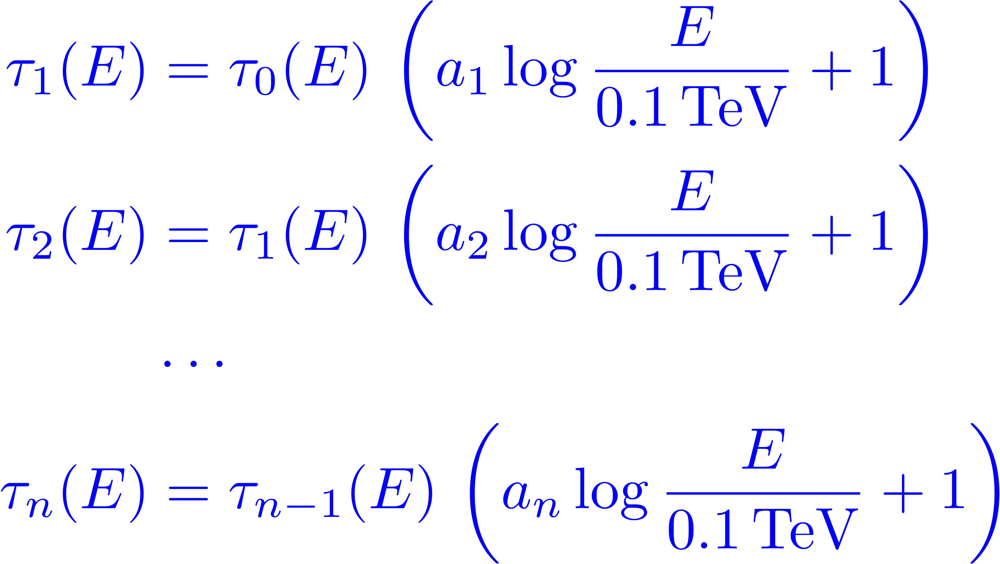 τ₁(E) = τ₀(E) (a₁ log E/(0.1 TeV) + 1)
τ₂(E) = τ₁(E) (a₂ log E/(0.1 TeV) + 1)
...
τₙ(E) = τₙ₋₁(E) (aₙ log E/(0.1 TeV) + 1)